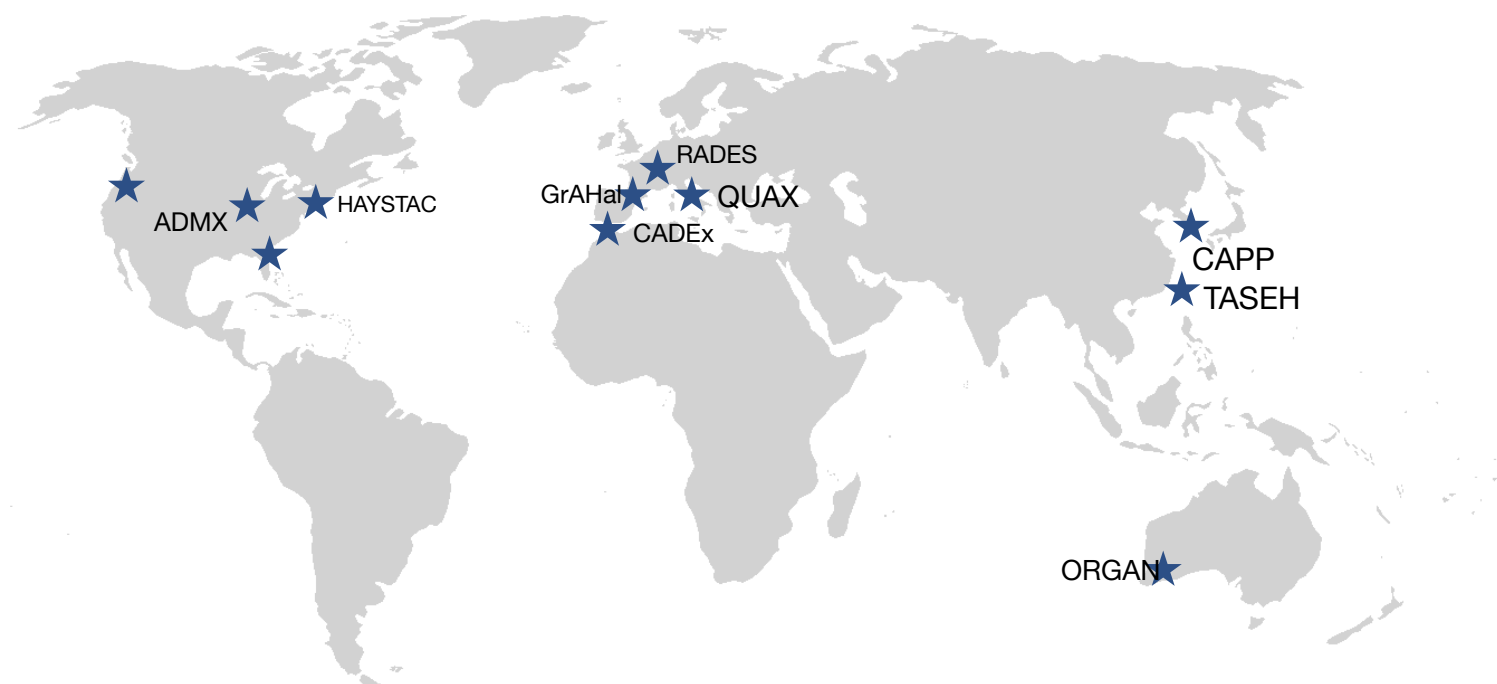 RADES
GrAHal
QUAX
HAYSTAC
ADMX
CADEx
CAPP
TASEH
ORGAN